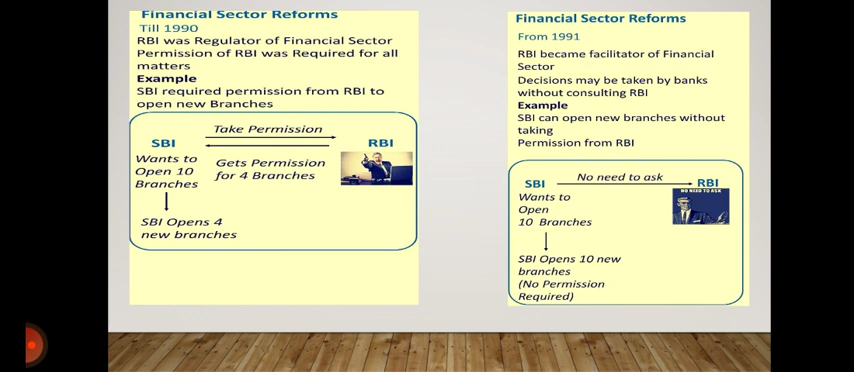 Financial Sector Reforms
Till 1990
RBI was Regulator of Financial Sector
Permission of RBI was Required for all
matters
Example
SBI required permission from RBI to
open new Branches
Take Permission
SBI
RBI
Wants to
Open 10
Branches
Gets Permission
for 4 Branches
SBI Opens 4
new branches
Financial Sector Reforms
From 1991
RBI became facilitator of Financial
Sector
Decisions may be taken by banks
without consulting RBI
Example
SBI can open new branches without
taking
Permission from RBI
No need to ask
SBI
RBI
NO NEED TO ASK
Wants to
Open
10 Branches
SBI Opens 10 new
branches
(No Permission
Required)